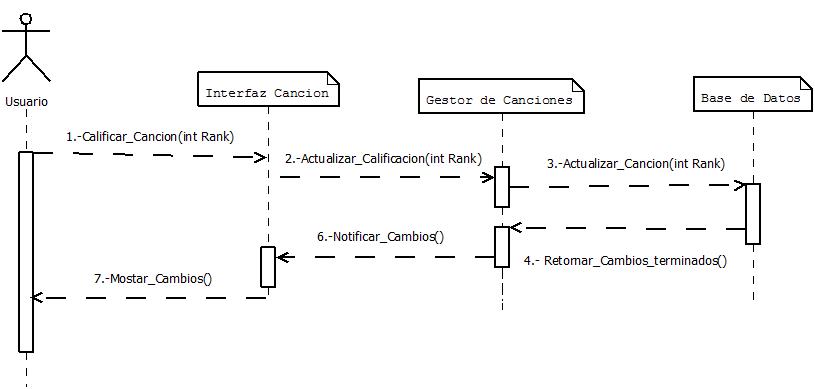 Usuario
Interfaz Cancion
Gestor de Canciones
Base de Datos
1.-Calificar_Cancion(int Rank)
2.-Actualizar_Calificacion(int Rank)
3.-Actualizar_Cancion(int Rank)
6.-Notificar_Cambios()
4.- Retornar_Cambios_terminados()
7.-Mostar_Cambios()